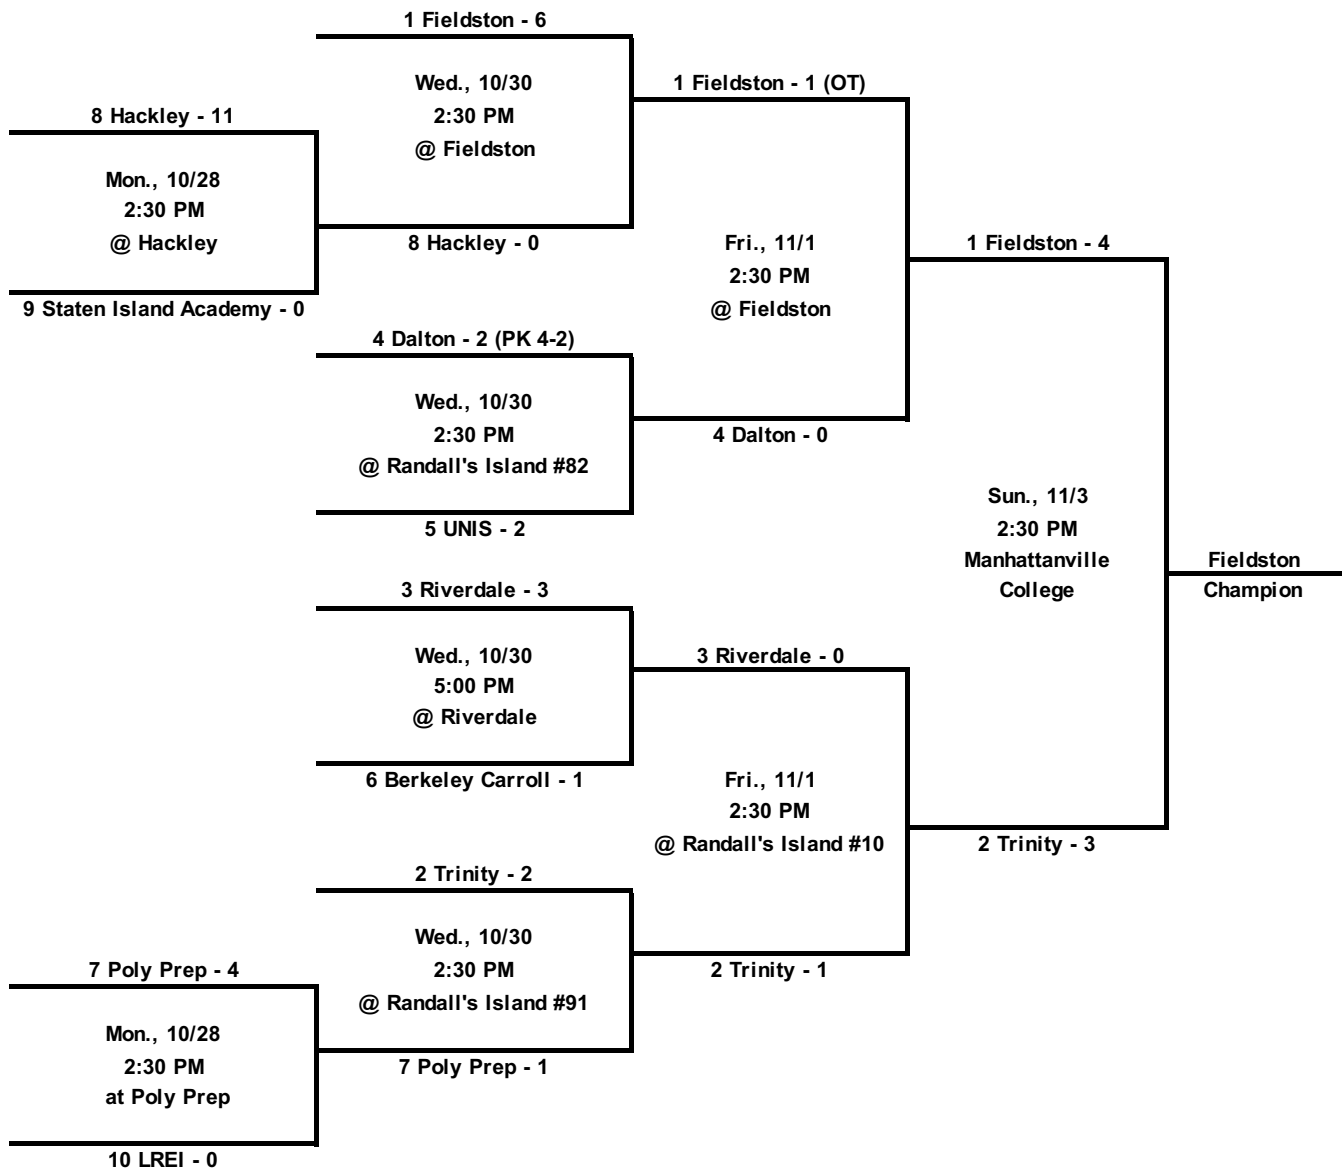 1 Fieldston - 6
Wed., 10/30
2:30 PM
@ Fieldston
8 Hackley - 11
Mon., 10/28
2:30 PM
@ Hackley
9 Staten Island Academy - 0
8 Hackley - 0
1 Fieldston - 1 (OT)
Fri., 11/1
2:30 PM
@ Fieldston
4 Dalton - 2 (PK 4-2)
Wed., 10/30
2:30 PM
@ Randall's Island #82
5 UNIS - 2
4 Dalton - 0
1 Fieldston - 4
Sun., 11/3
2:30 PM
Manhattanville
College
Fieldston
Champion
3 Riverdale - 3
Wed., 10/30
5:00 PM
@ Riverdale
6 Berkeley Carroll - 1
3 Riverdale - 0
Fri., 11/1
2:30 PM
@ Randall's Island #10
2 Trinity - 3
2 Trinity - 2
Wed., 10/30
2:30 PM
@ Randall's Island #91
2 Trinity - 1
7 Poly Prep - 4
Mon., 10/28
2:30 PM
at Poly Prep
10 LREI - 0
7 Poly Prep - 1